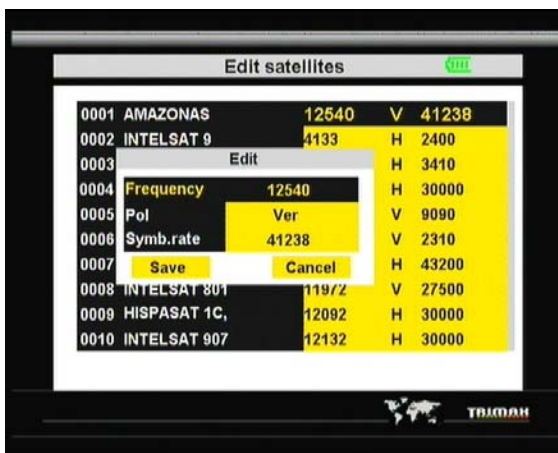 Edit satellites
0001 AMAZONAS 12540 V 41238
0002 INTELSAT 9 4133 H 2400
Edit
0003 H 3410
0004 Frequency 12540 H 30000
0005 Pol Ver V 9090
0006 Symb.rate 41238 V 2310
0007 Save Cancel H 43200
0008 INTELSAT 801 11972 V 27500
0009 HISPASAT 1C, 12092 H 30000
0010 INTELSAT 907 12132 H 30000
TRIMAX